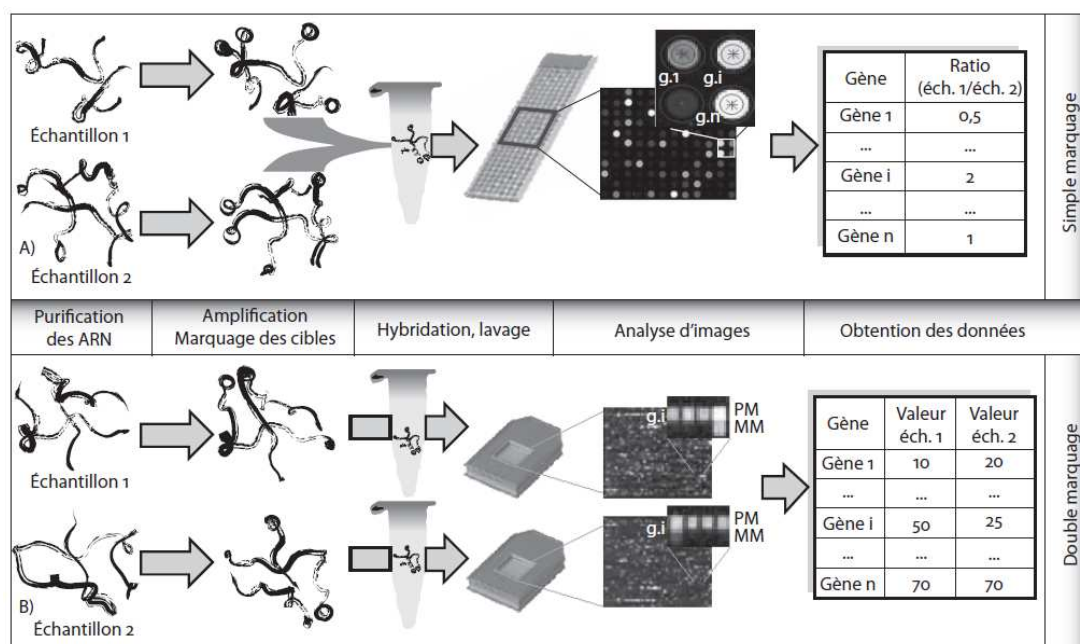 Échantillon 1
A)
Échantillon 2
g.1 g.i
g.n
Gène Ratio
(éch. 1/éch. 2)
Gène 1 0,5
... ...
Gène i 2
... ...
Gène n 1
Simple marquage
Purification
des ARN
Amplification
Marquage des cibles
Hybridation, lavage
Analyse d'images
Obtention des données
Échantillon 1
B)
Échantillon 2
g.i
PM
MM
g.i
PM
MM
Gène Valeur
éch. 1 Valeur
éch. 2
Gène 1 10 20
... ... ...
Gène i 50 25
... ... ...
Gène n 70 70
Double marquage